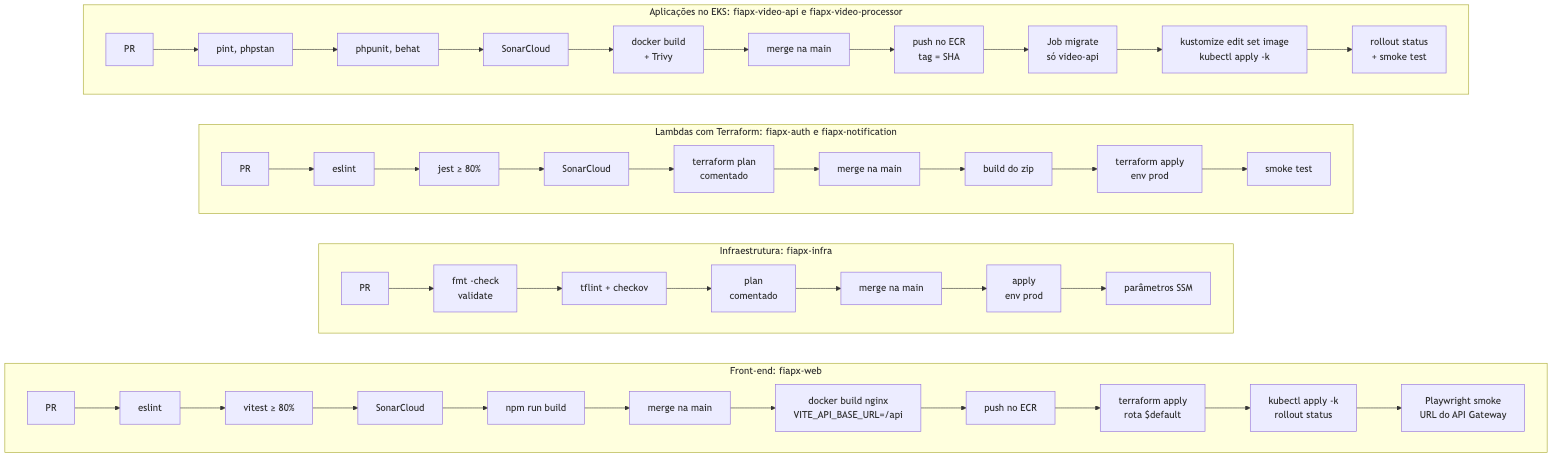 Aplicações no EKS: fiapx-video-api e fiapx-video-processor
PR
pint, phpstan
phpunit, behat
SonarCloud
docker build
+ Trivy
merge na main
push no ECR
tag = SHA
Job migrate
só video-api
kustomize edit set image
kubectl apply -k
rollout status
+ smoke test
Lambdas com Terraform: fiapx-auth e fiapx-notification
PR
eslint
jest ≥ 80%
SonarCloud
terraform plan
comentado
merge na main
build do zip
terraform apply
env prod
smoke test
Infraestrutura: fiapx-infra
PR
fmt -check
validate
tflint + checkov
plan
comentado
merge na main
apply
env prod
parâmetros SSM
Front-end: fiapx-web
PR
eslint
vitest ≥ 80%
SonarCloud
npm run build
merge na main
docker build nginx
VITE_API_BASE_URL=/api
push no ECR
terraform apply
rota $default
kubectl apply -k
rollout status
Playwright smoke
URL do API Gateway